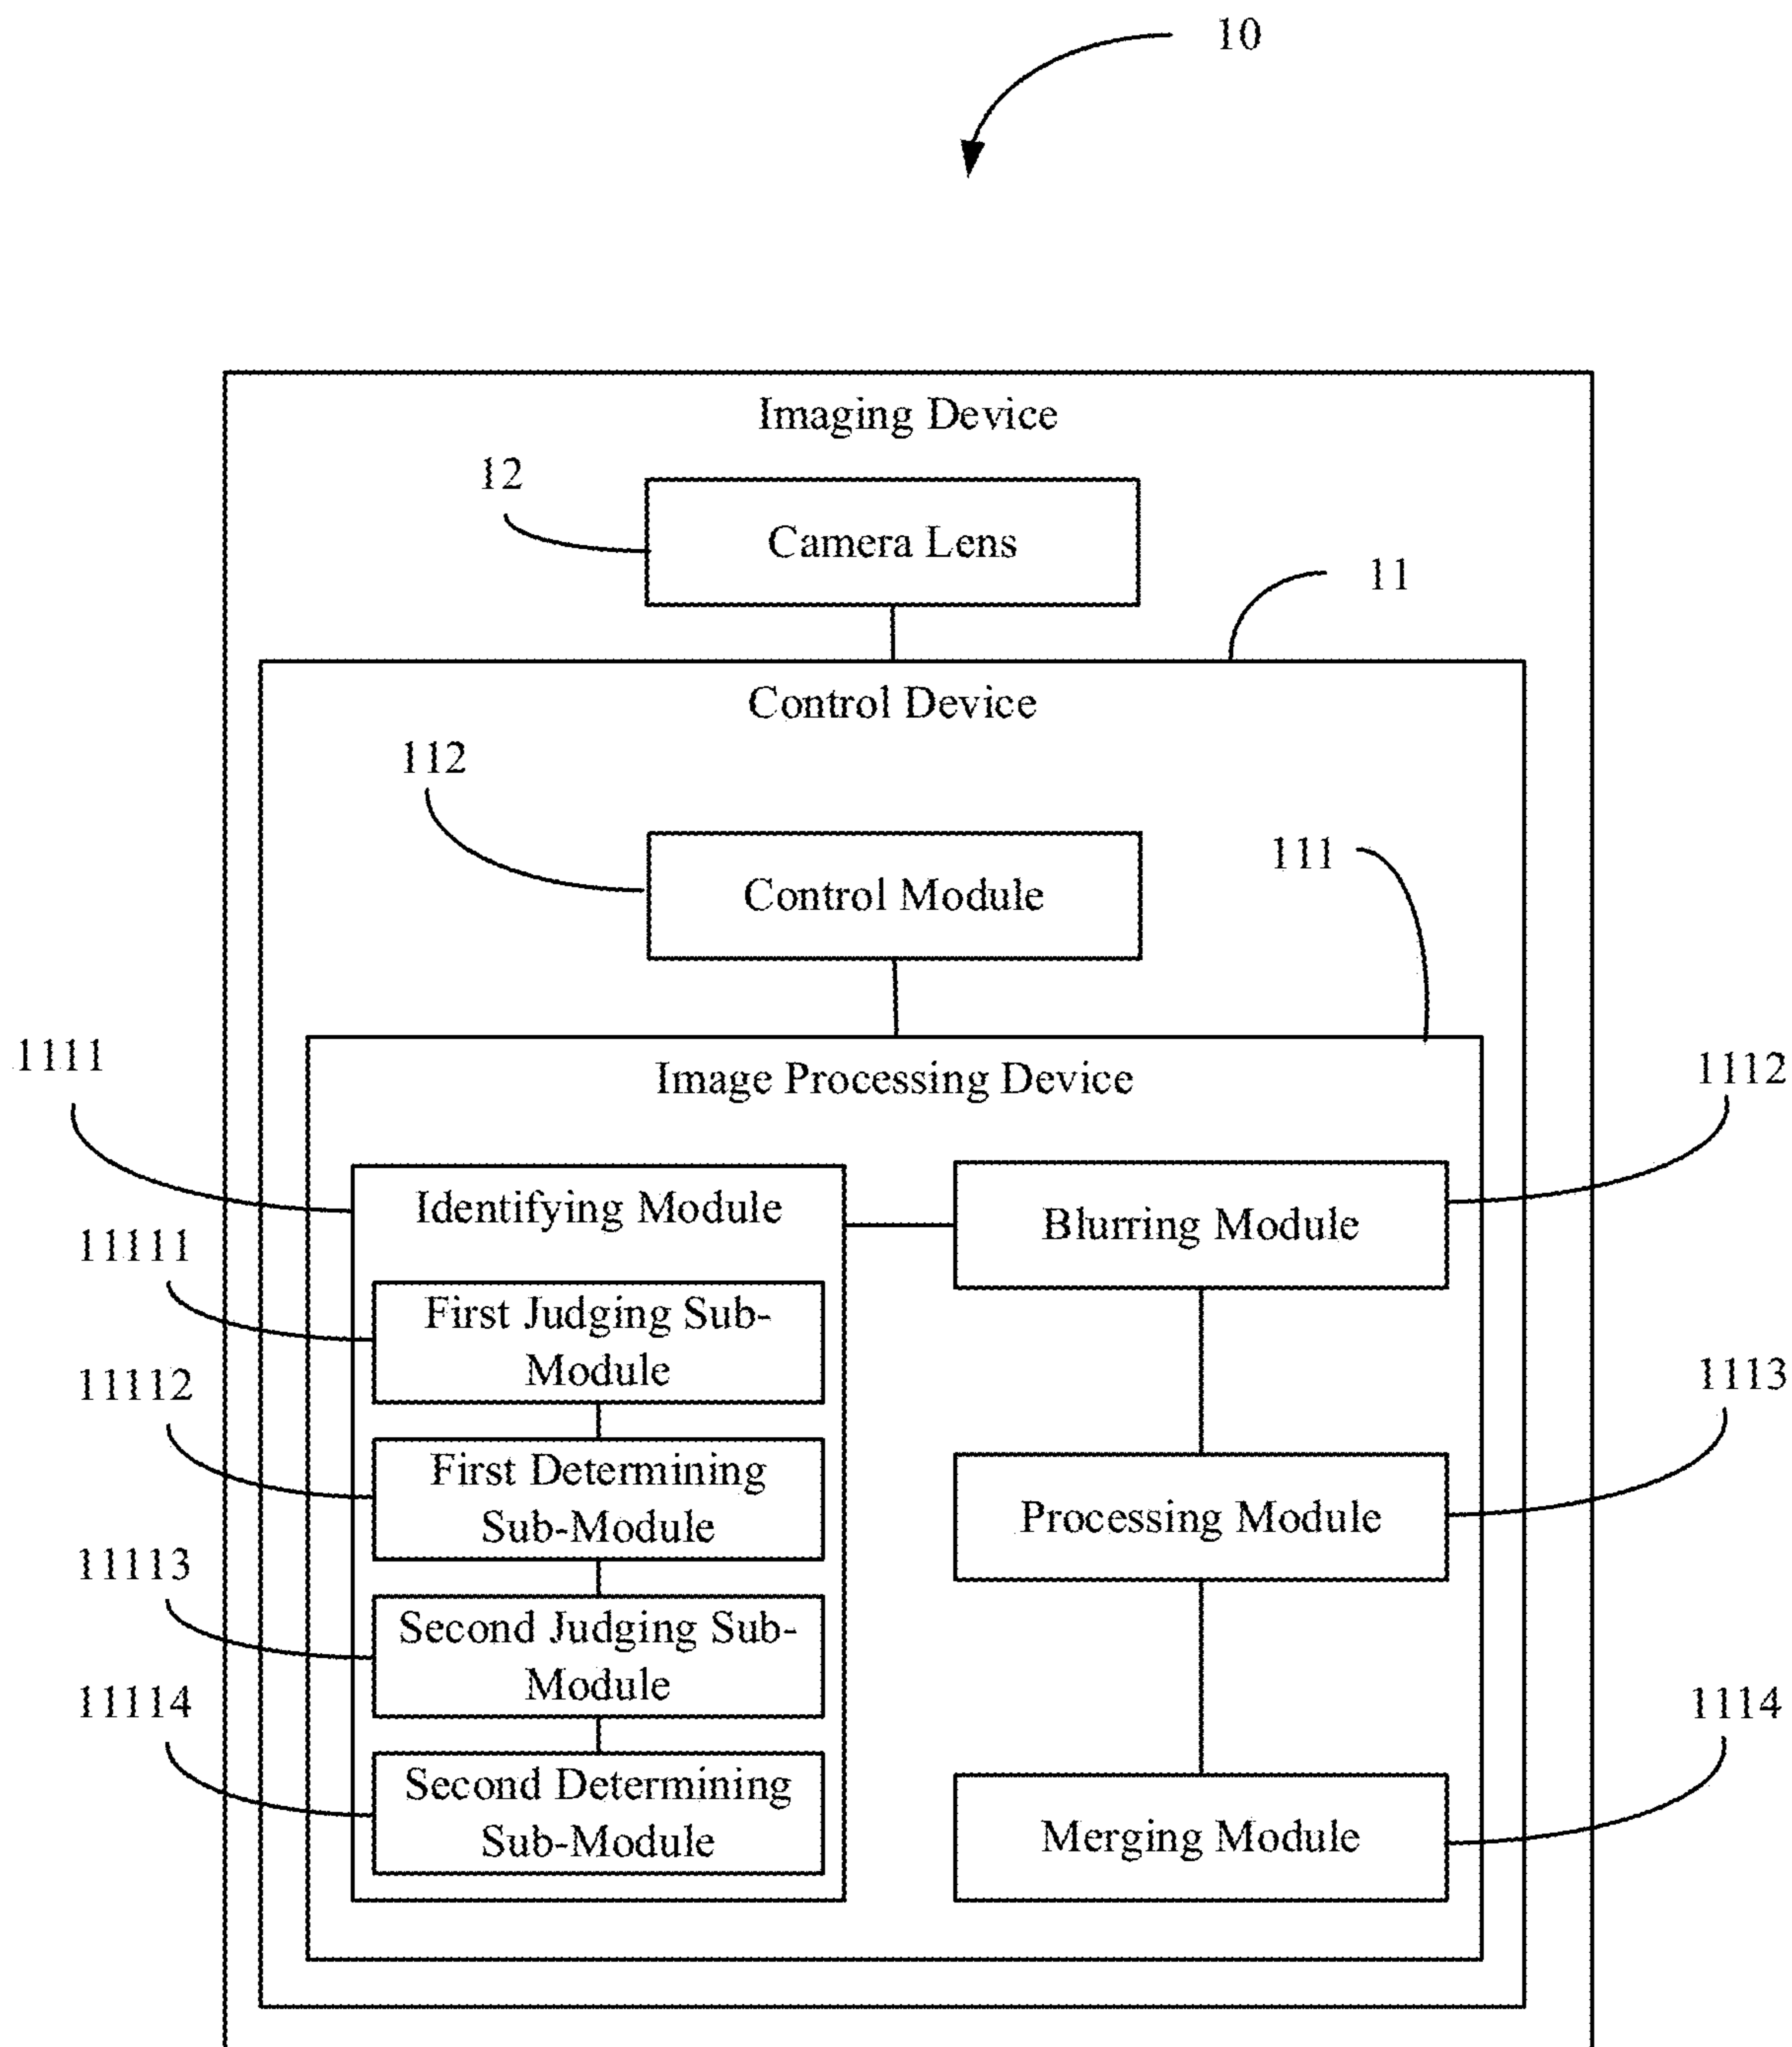 10
Imaging Device
12
Camera Lens
11
Control Device
112
Control Module
111
1111
Image Processing Device
1112
Identifying Module
Blurring Module
11111
First Judging Sub-
Module
11112
First Determining
Sub-Module
1113
Processing Module
11113
Second Judging Sub-
Module
11114
Second Determining
Sub-Module
1114
Merging Module